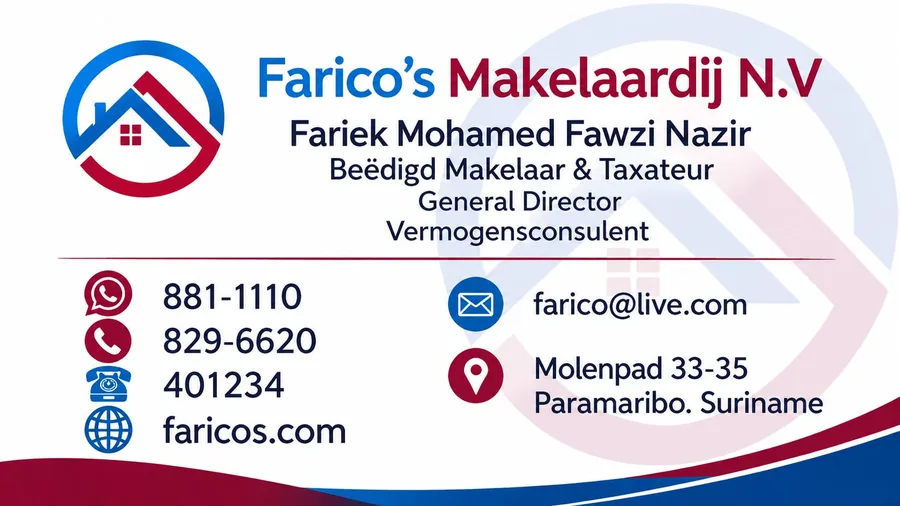 Farico's Makelaardij N.V
Fariek Mohamed Fawzi Nazir
Beëdigd Makelaar & Taxateur
General Director
Vermogensconsulent
881-1110
829-6620
401234
faricos.com
farico@live.com
Molenpad 33-35
Paramaribo. Suriname